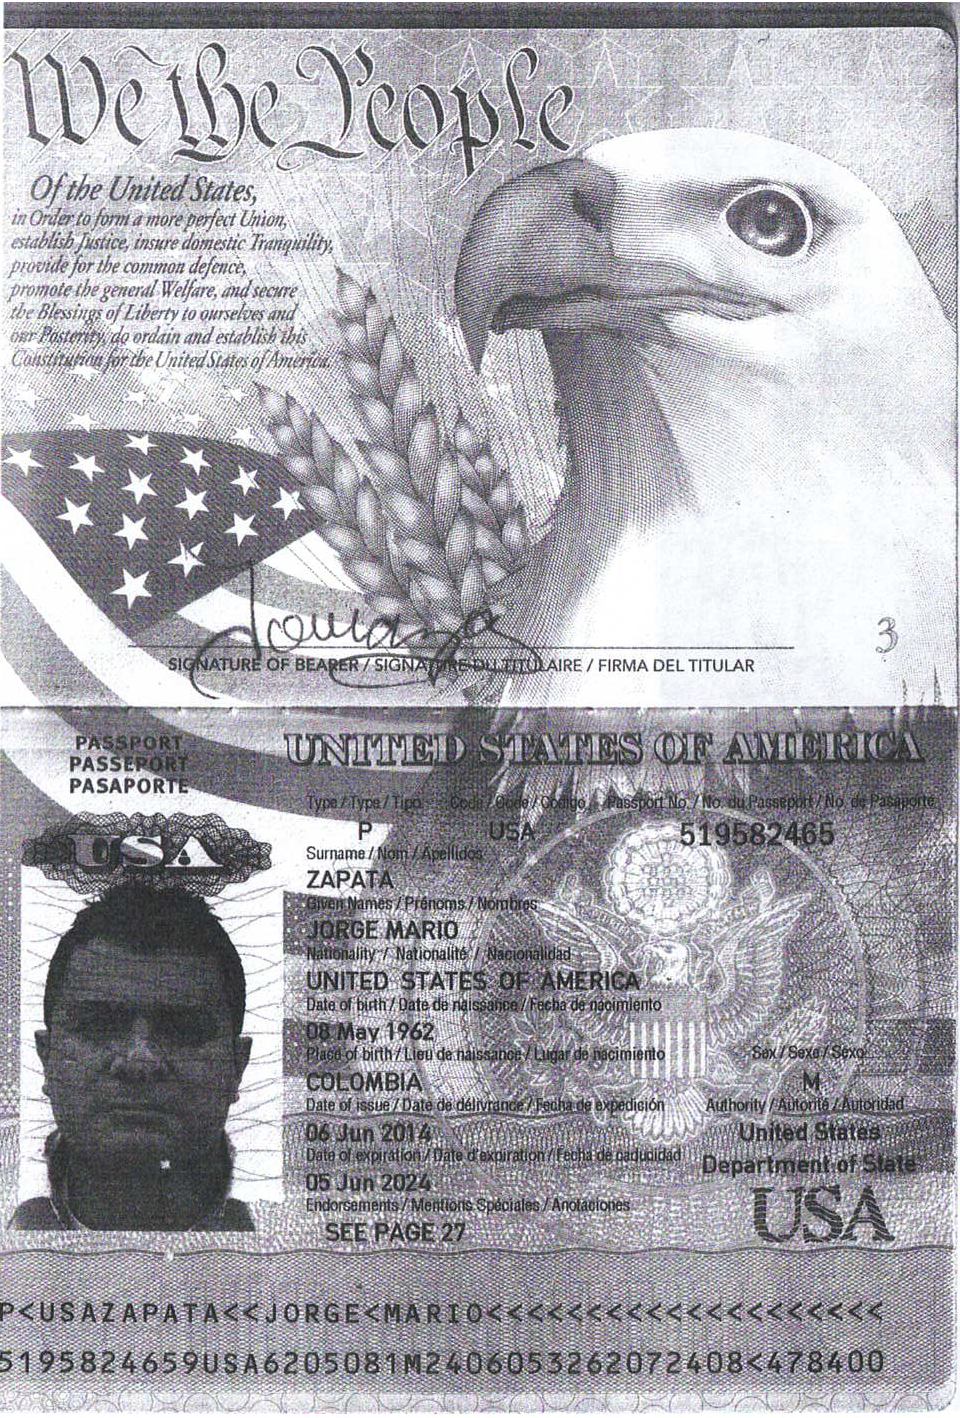 We the People
Of the United States,
in Order to form a more perfect Union,
establish Justice, insure domestic Tranquility,
provide for the common defence,
promote the general Welfare, and secure
the Blessings of Liberty to ourselves and
our Posterity, do ordain and establish this
Constitution for the United States of America.
3
SIGNATURE OF BEARER / SIGNATURE DU TITULAIRE / FIRMA DEL TITULAR
PASSPORT
PASSEPORT
PASAPORTE
UNITED STATES OF AMERICA
Type / Type / Tipo Code / Code / Codigo Passport No. / No. du Passeport / No. de Pasaporte
P USA 519582465
USA
Surname / Nom / Apellidos
ZAPATA
Given Names / Prénoms / Nombres
JORGE MARIO
Nationality / Nationalité / Nacionalidad
UNITED STATES OF AMERICA
Date of birth / Date de naissance / Fecha de nacimiento
08 May 1962
Place of birth / Lieu de naissance / Lugar de nacimiento Sex / Sexe / Sexo
COLOMBIA M
Date of issue / Date de délivrance / Fecha de expedición Authority / Autorité / Autoridad
06 Jun 2014 United States
Date of expiration / Date d'expiration / Fecha de caducidad Department of State
05 Jun 2024
Endorsements / Mentions Spéciales / Anotaciones
SEE PAGE 27
USA
P<USAZAPATA<<JORGE<MARIO<<<<<<<<<<<<<<<<<<<
5195824659USA6205081M2406053262072408<478400